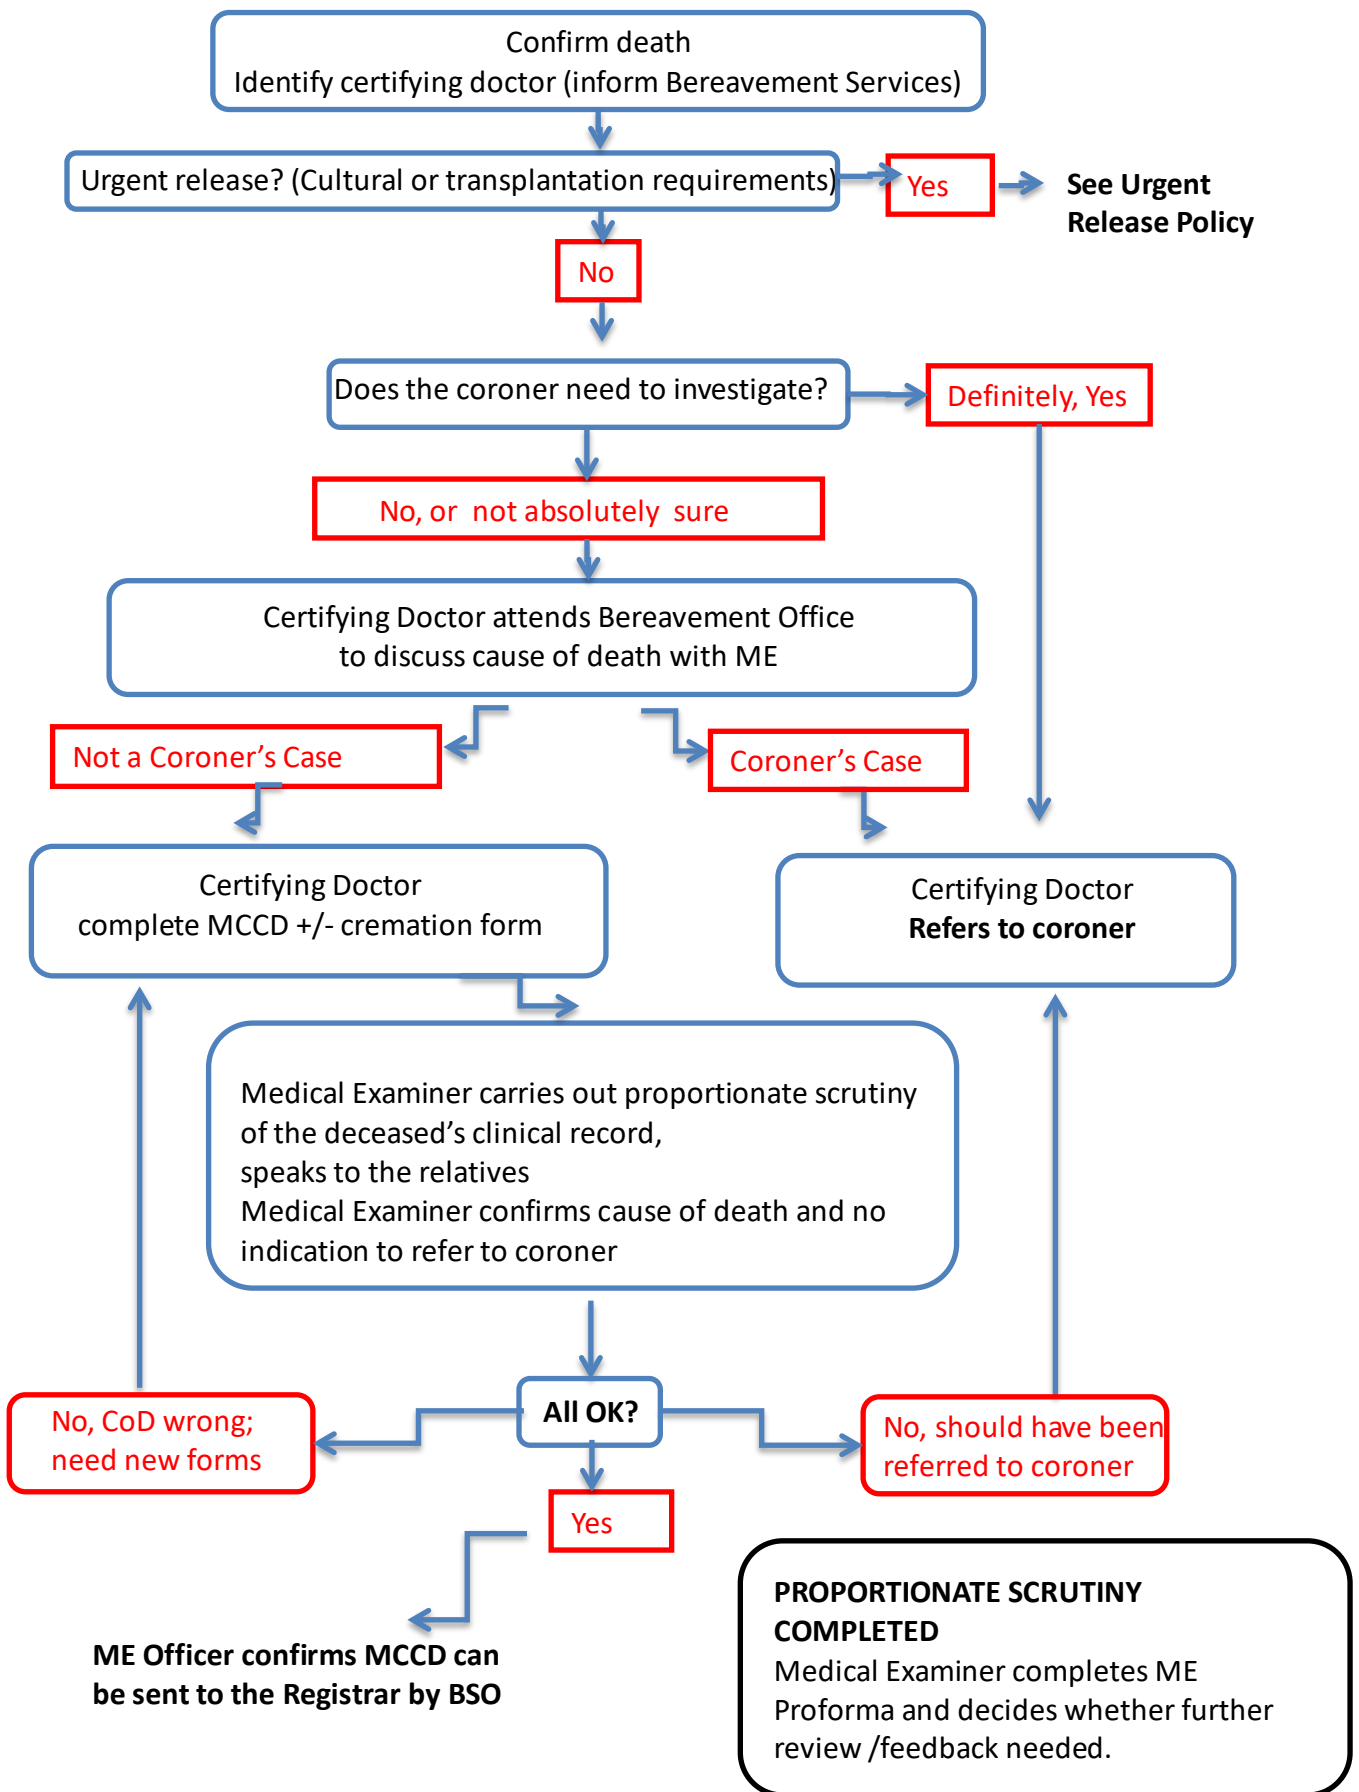 Confirm death
Identify certifying doctor (inform Bereavement Services)
Urgent release? (Cultural or transplantation requirements)
Yes
See Urgent
Release Policy
No
Does the coroner need to investigate?
Definitely, Yes
No, or not absolutely sure
Certifying Doctor attends Bereavement Office
to discuss cause of death with ME
Not a Coroner’s Case
Coroner’s Case
Certifying Doctor
complete MCCD +/- cremation form
Certifying Doctor
Refers to coroner
Medical Examiner carries out proportionate scrutiny
of the deceased’s clinical record,
speaks to the relatives
Medical Examiner confirms cause of death and no
indication to refer to coroner
All OK?
No, CoD wrong;
need new forms
No, should have been
referred to coroner
Yes
ME Officer confirms MCCD can
be sent to the Registrar by BSO
PROPORTIONATE SCRUTINY
COMPLETED
Medical Examiner completes ME
Proforma and decides whether further
review /feedback needed.